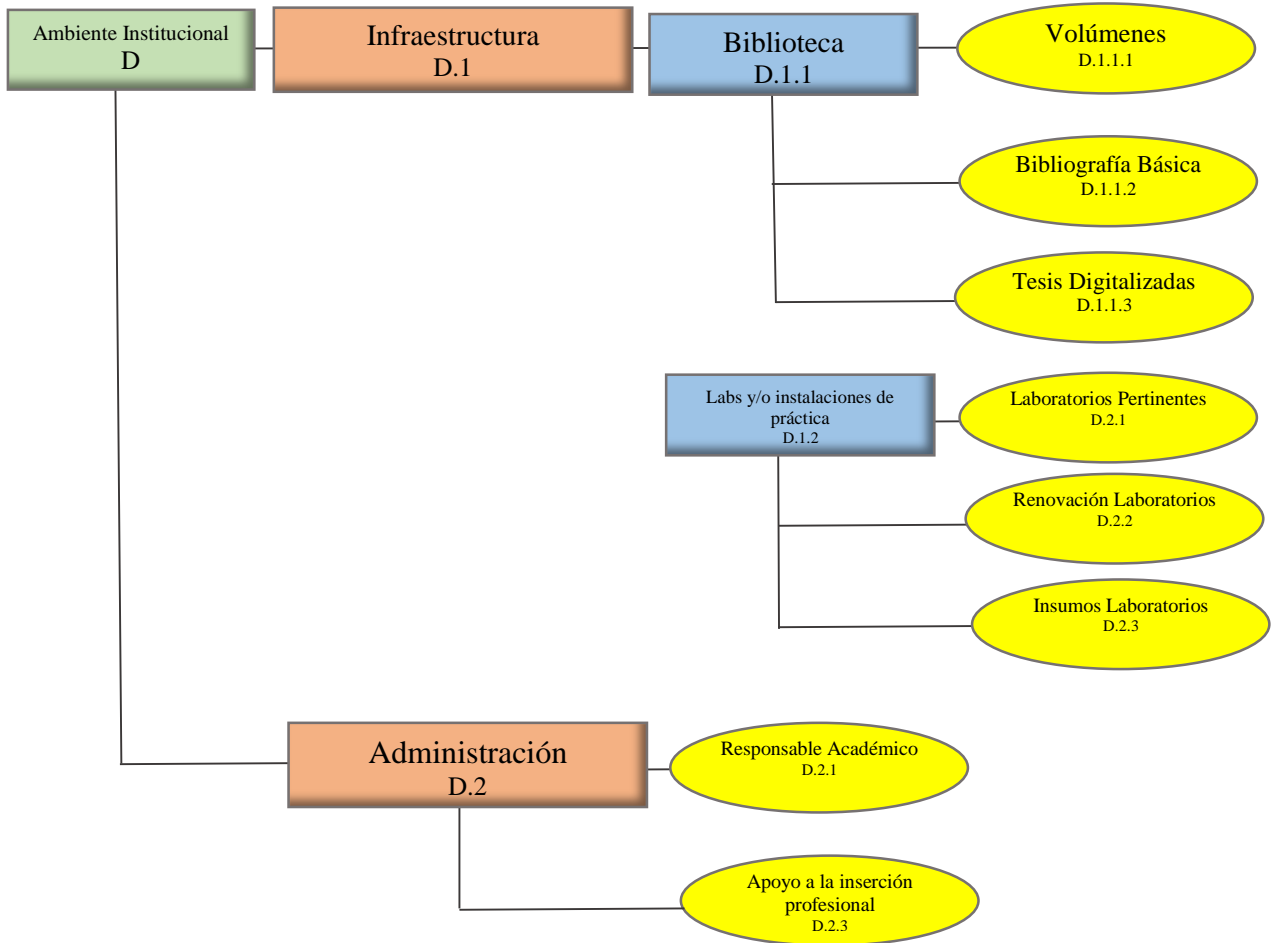 Ambiente Institucional
D
Infraestructura
D.1
Biblioteca
D.1.1
Volúmenes
D.1.1.1
Bibliografía Básica
D.1.1.2
Tesis Digitalizadas
D.1.1.3
Labs y/o instalaciones de
práctica
D.1.2
Laboratorios Pertinentes
D.2.1
Renovación Laboratorios
D.2.2
Insumos Laboratorios
D.2.3
Administración
D.2
Responsable Académico
D.2.1
Apoyo a la inserción
profesional
D.2.3